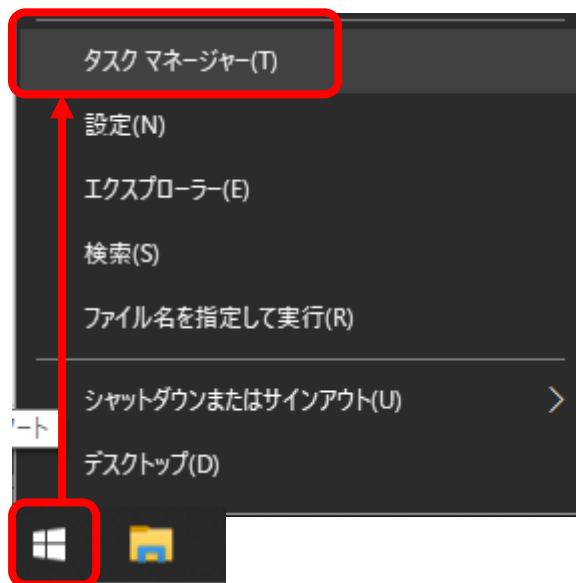 タスク マネージャー(T)
設定(N)
エクスプローラー(E)
検索(S)
ファイル名を指定して実行(R)
シャットダウンまたはサインアウト(U)
ート
デスクトップ(D)